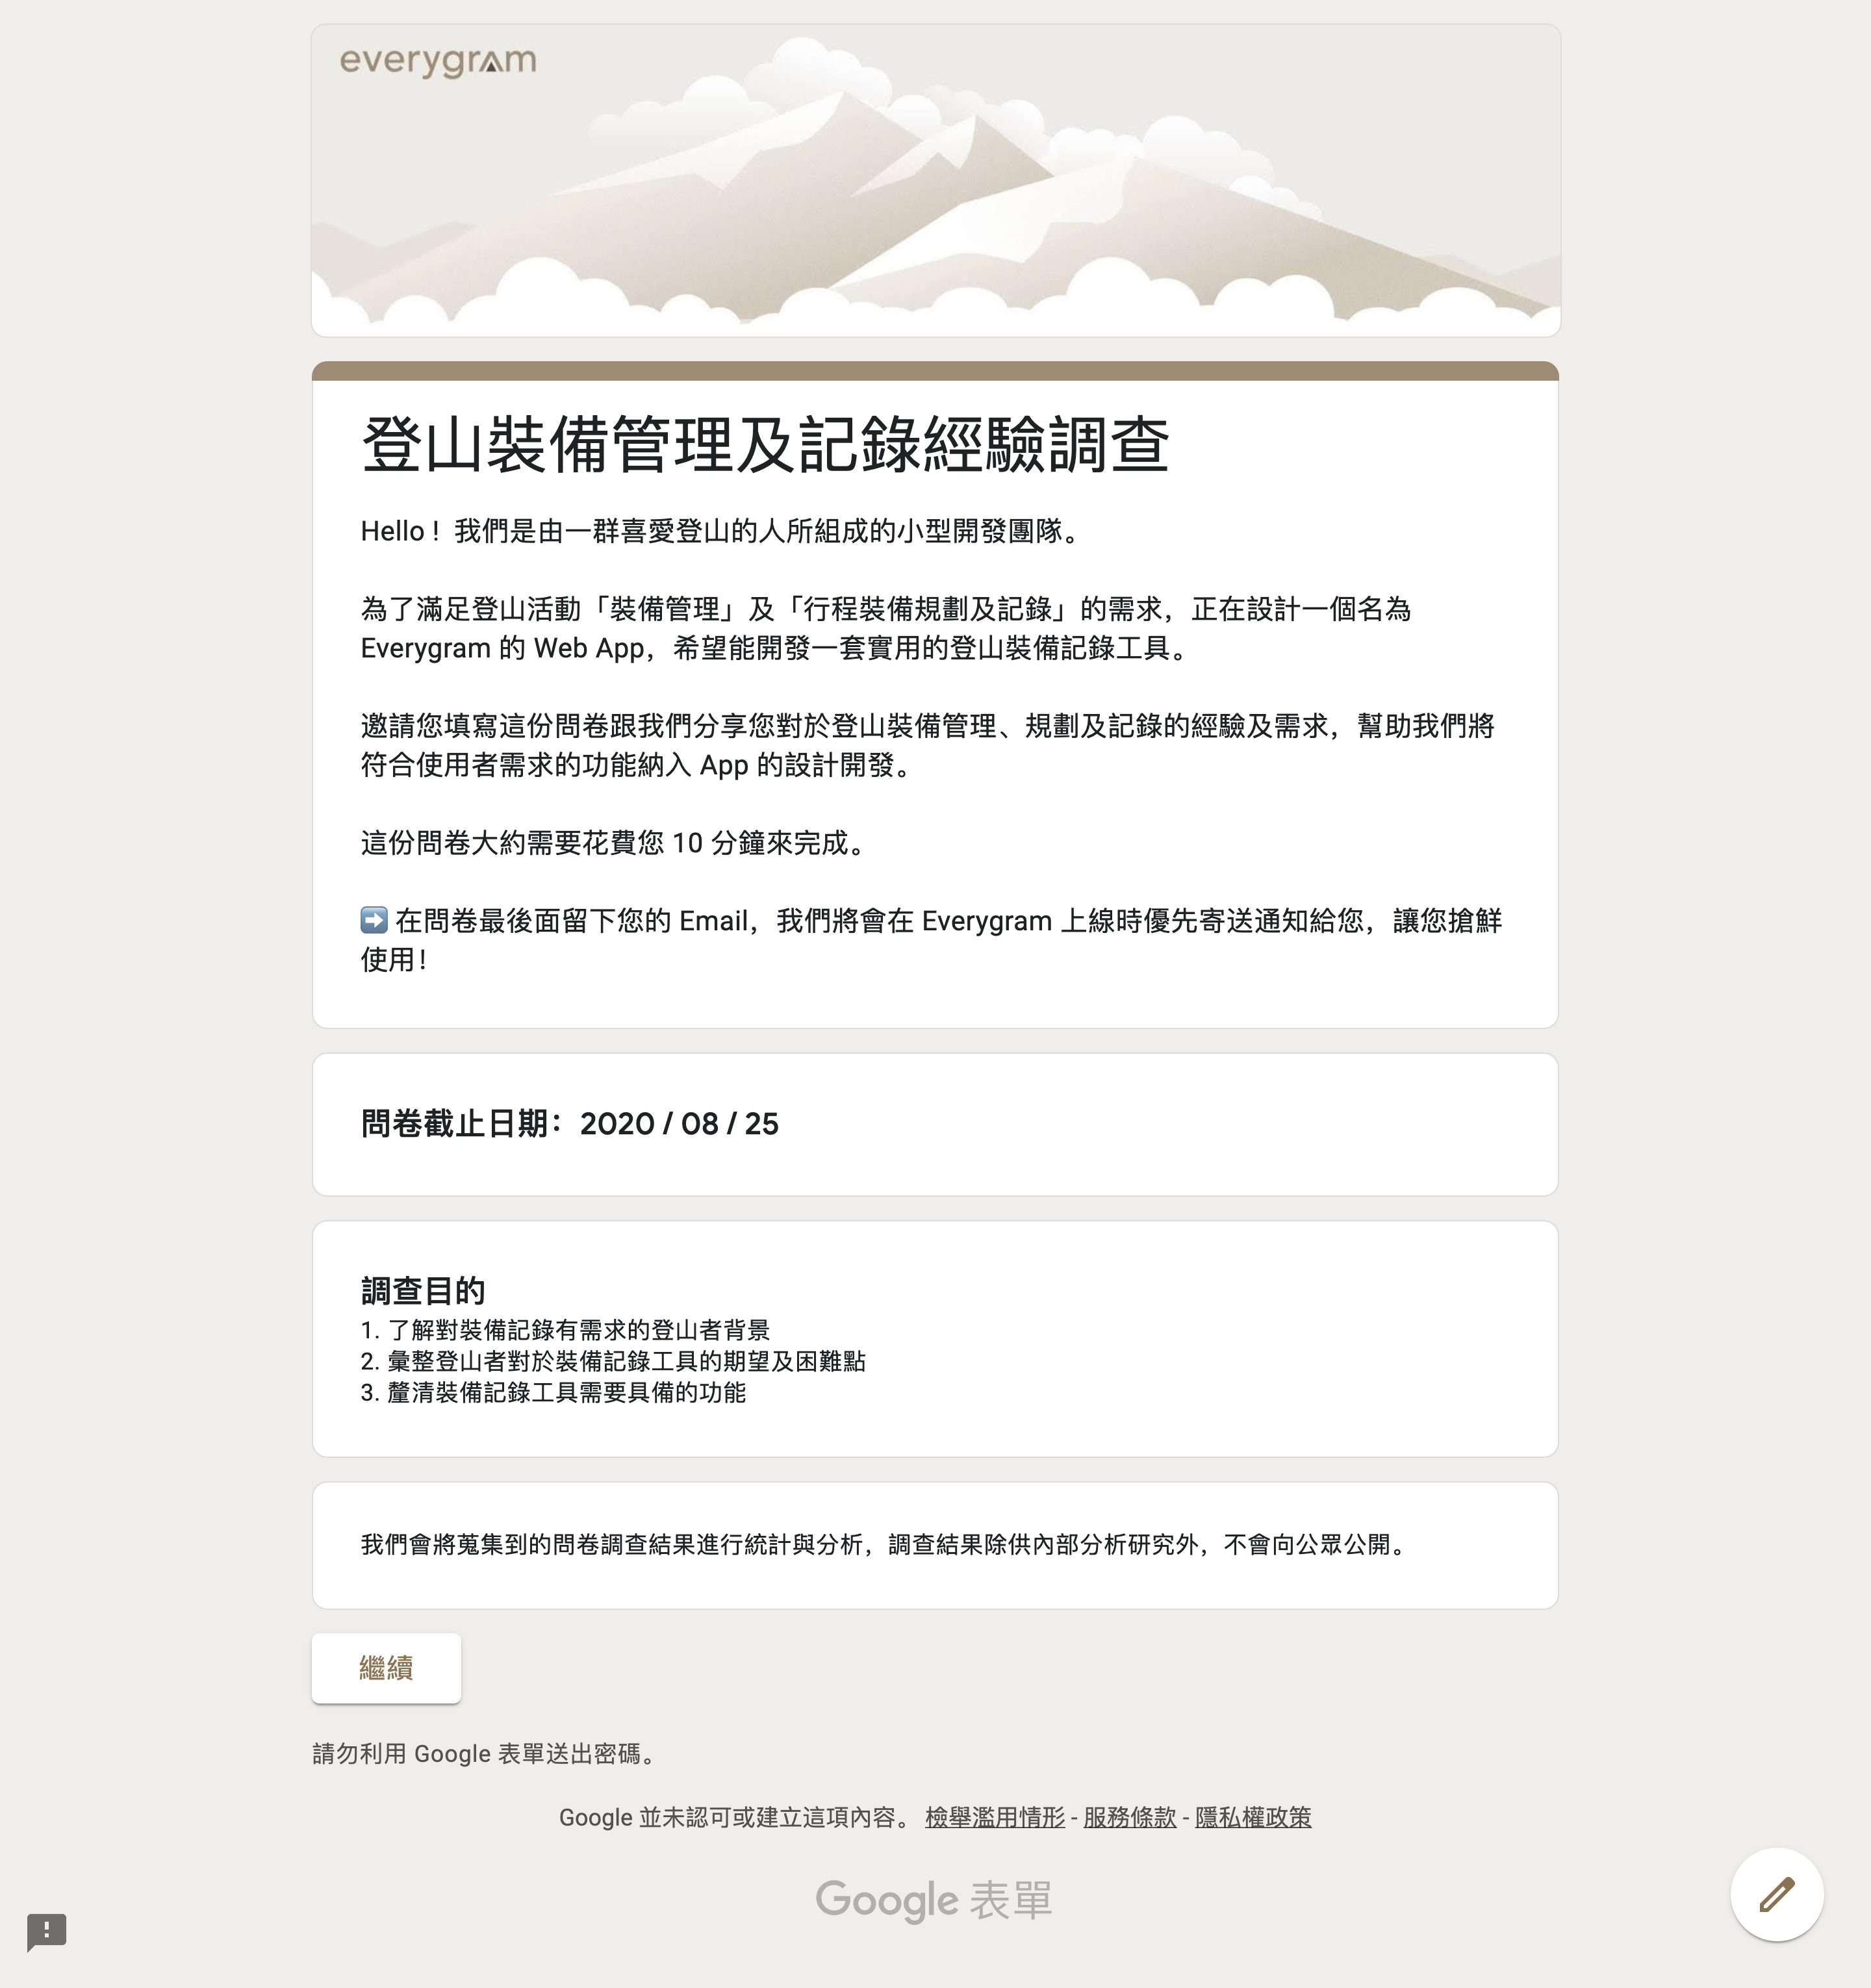 everygram
登山裝備管理及記錄經驗調查
Hello！我們是由一群喜愛登山的人所組成的小型開發團隊。
為了滿足登山活動「裝備管理」及「行程裝備規劃及記錄」的需求，正在設計一個名為
Everygram 的 Web App，希望能開發一套實用的登山裝備記錄工具。
邀請您填寫這份問卷跟我們分享您對於登山裝備管理、規劃及記錄的經驗及需求，幫助我們將
符合使用者需求的功能納入 App 的設計開發。
這份問卷大約需要花費您 10 分鐘來完成。
➡️ 在問卷最後面留下您的 Email，我們將會在 Everygram 上線時優先寄送通知給您，讓您搶鮮
使用！
問卷截止日期：2020 / 08 / 25
調查目的
1. 了解對裝備記錄有需求的登山者背景
2. 彙整登山者對於裝備記錄工具的期望及困難點
3. 釐清裝備記錄工具需要具備的功能
我們會將蒐集到的問卷調查結果進行統計與分析，調查結果除供內部分析研究外，不會向公眾公開。
繼續
請勿利用 Google 表單送出密碼。
Google 並未認可或建立這項內容。 檢舉濫用情形 - 服務條款 - 隱私權政策
Google 表單